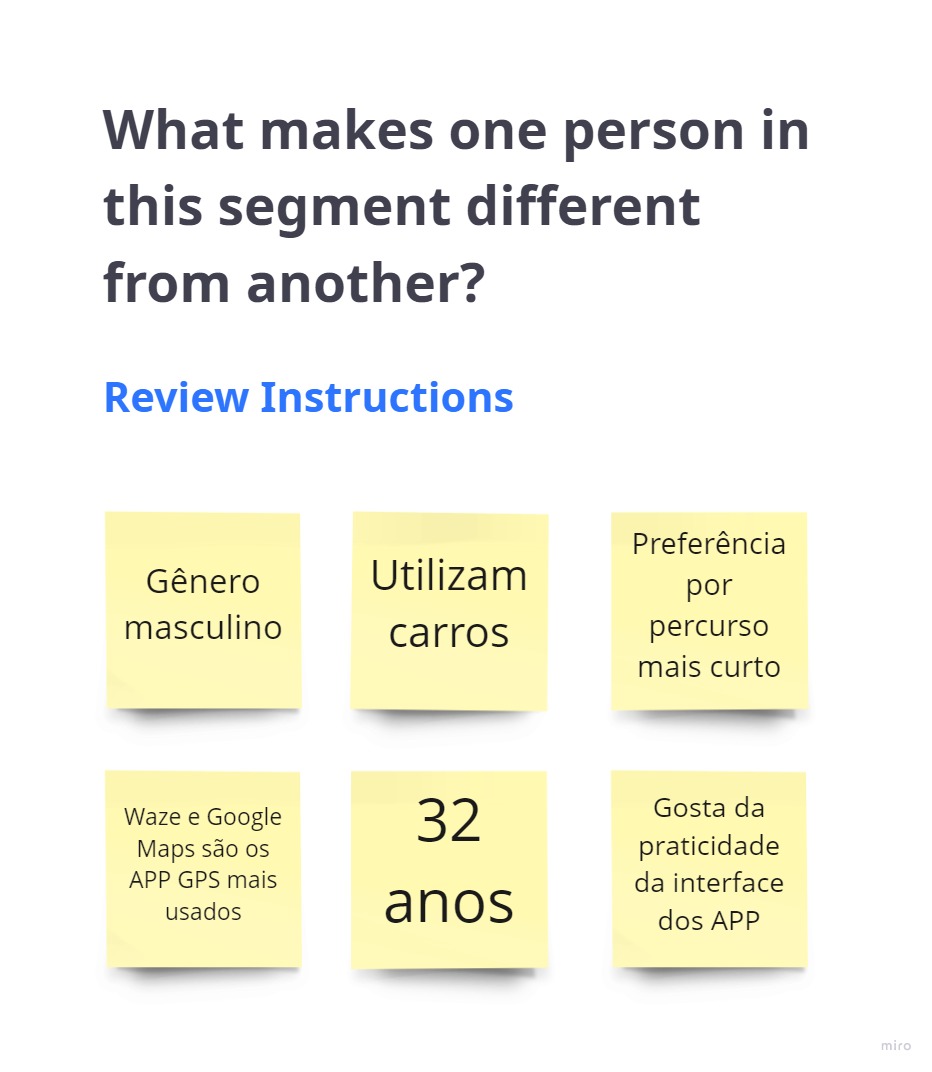 What makes one person in
this segment different
from another?
Review Instructions
Gênero
masculino
Utilizam
carros
Preferência
por
percurso
mais curto
Waze e Google
Maps são os
APP GPS mais
usados
32
anos
Gosta da
praticidade
da interface
dos APP
miro